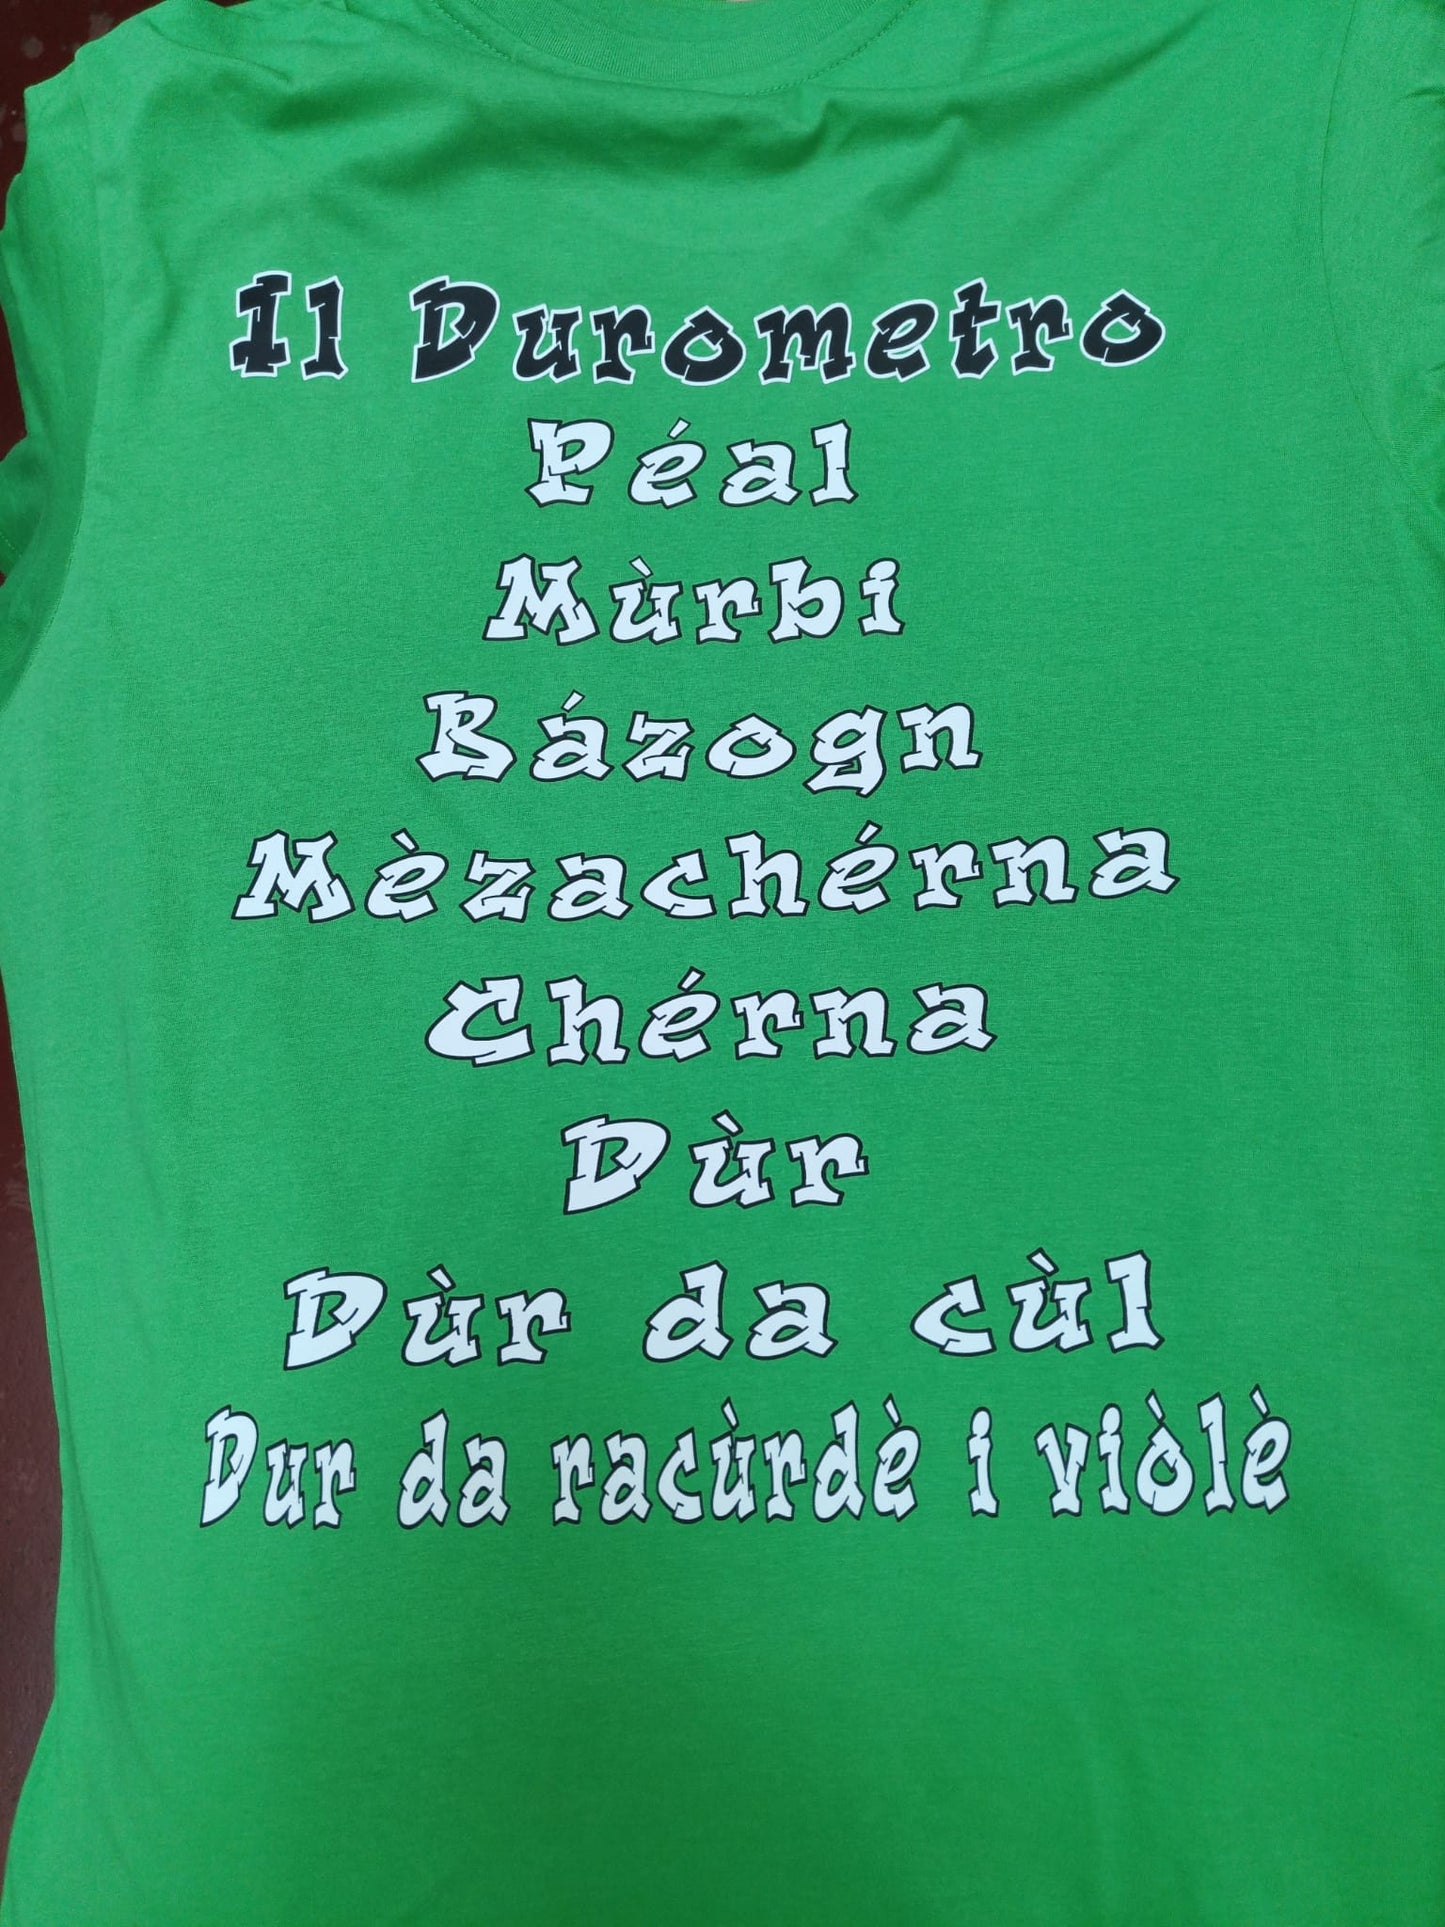 Il Durometro
Péal
Mùrbi
Bázogn
Mèzachérna
Chérna
Dùr
Dùr da cùl
Dur da racùrdè i viòlè